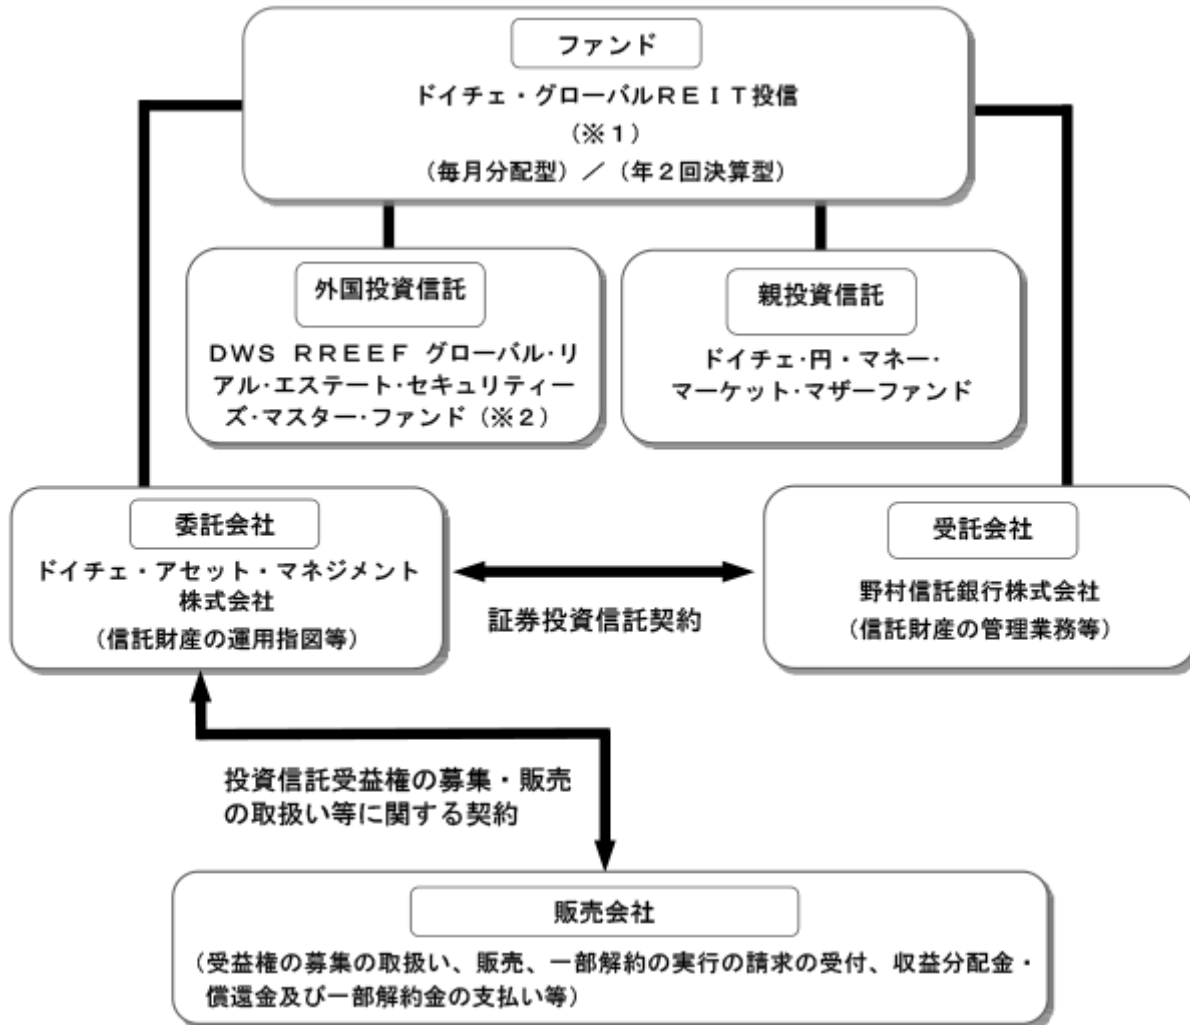 ファンド
ドイチェ・グローバルREIT投信
（※1）
（毎月分配型）／（年2回決算型）
外国投資信託
DWS RREEF グローバル･リ
アル･エステート･セキュリティー
ズ･マスター･ファンド（※2）
親投資信託
ドイチェ･円・マネー･
マーケット･マザーファンド
委託会社
ドイチェ・アセット・マネジメント
株式会社
（信託財産の運用指図等）
証券投資信託契約
受託会社
野村信託銀行株式会社
（信託財産の管理業務等）
投資信託受益権の募集・販売
の取扱い等に関する契約
販売会社
（受益権の募集の取扱い、販売、一部解約の実行の請求の受付、収益分配金・
償還金及び一部解約金の支払い等）